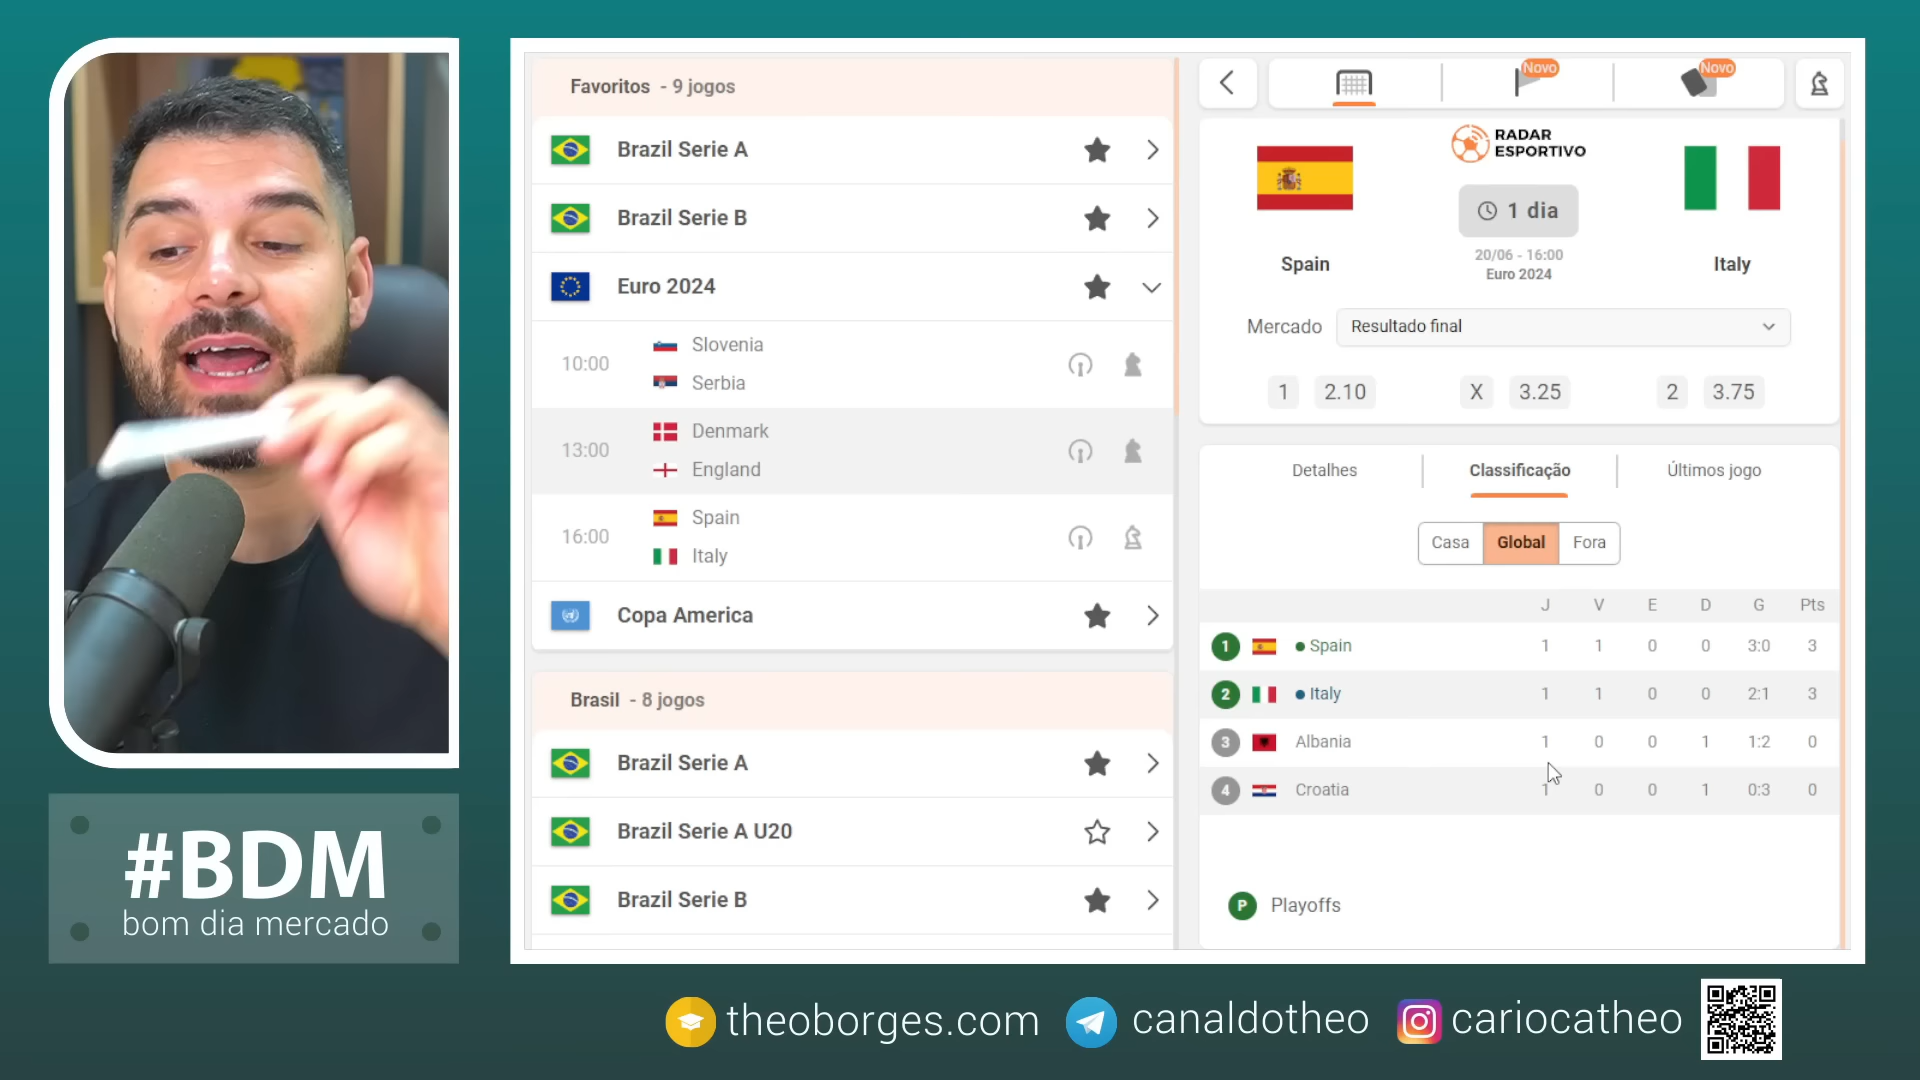 Favoritos - 9 jogos
Brazil Serie A
Brazil Serie B
Euro 2024
10:00
Slovenia
Serbia
13:00
Denmark
England
16:00
Spain
Italy
Copa America
Brasil - 8 jogos
Brazil Serie A
Brazil Serie A U20
Brazil Serie B
Novo
Novo
RADAR
ESPORTIVO
1 dia
20/06 - 16:00
Euro 2024
Spain
Italy
Mercado Resultado final
1 2.10 X 3.25 2 3.75
Detalhes Classificação Últimos jogo
Casa Global Fora
J V E D G Pts
1 Spain 1 1 0 0 3:0 3
2 Italy 1 1 0 0 2:1 3
3 Albania 1 0 0 1 1:2 0
4 Croatia 1 0 0 1 0:3 0
P Playoffs
#BDM
bom dia mercado
theoborges.com canaldotheo cariocatheo